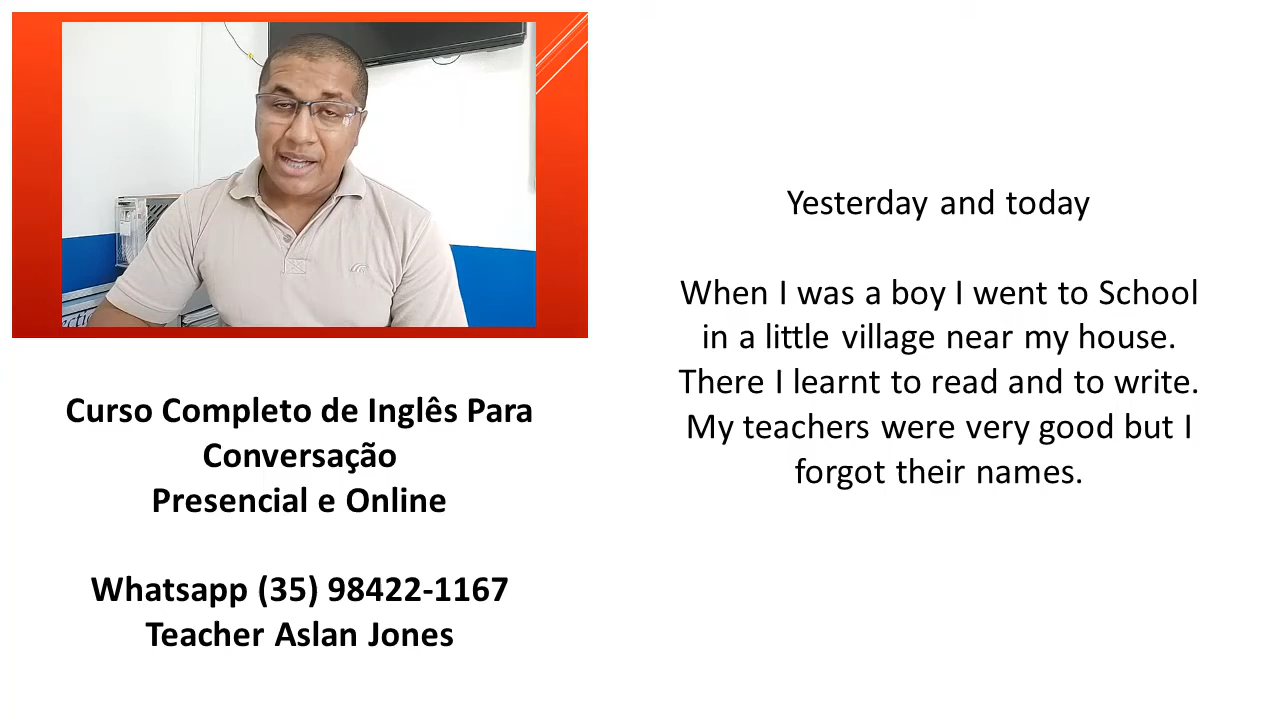 Curso Completo de Inglês Para
Conversação
Presencial e Online
Whatsapp (35) 98422-1167
Teacher Aslan Jones
Yesterday and today
When I was a boy I went to School
in a little village near my house.
There I learnt to read and to write.
My teachers were very good but I
forgot their names.